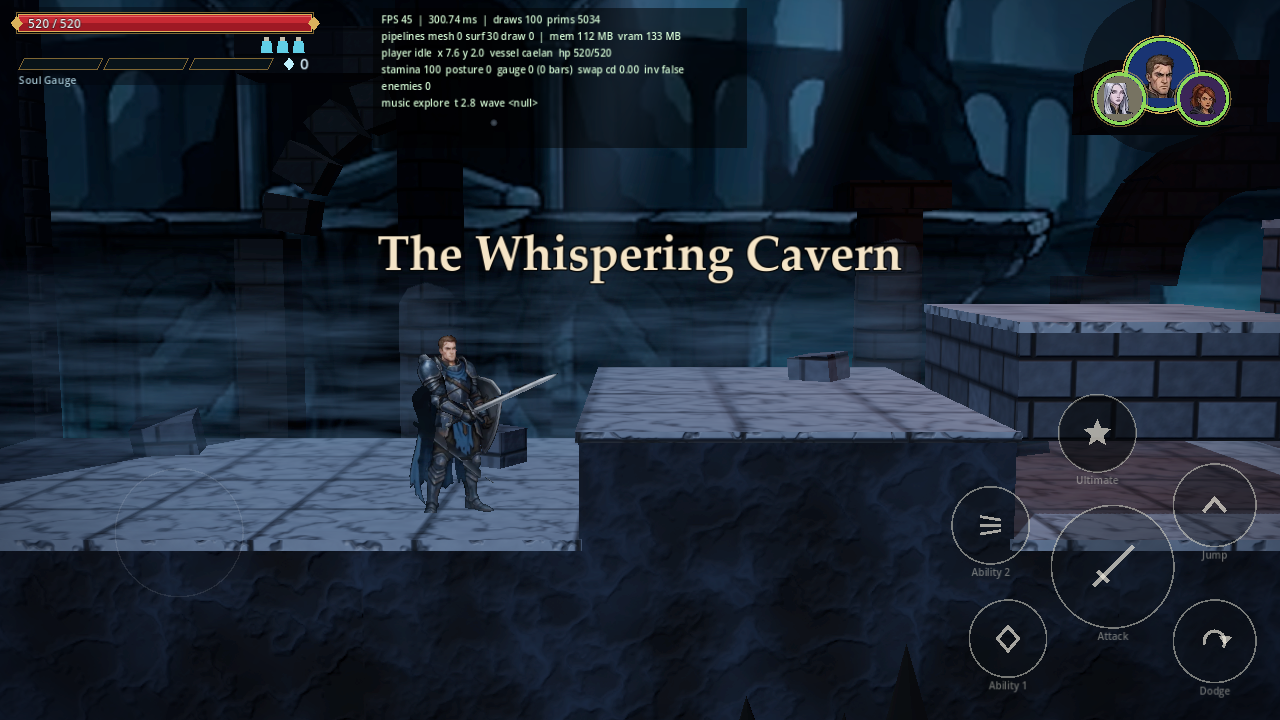 520 / 520
0
Soul Gauge
FPS 45 | 300.74 ms | draws 100 prims 5034
pipelines mesh 0 surf 30 draw 0 | mem 112 MB vram 133 MB
player idle x 7.6 y 2.0 vessel caelan hp 520/520
stamina 100 posture 0 gauge 0 (0 bars) swap cd 0.00 inv false
enemies 0
music explore t 2.8 wave <null>
The Whispering Cavern
Ultimate
Jump
Ability 2
Attack
Ability 1
Dodge